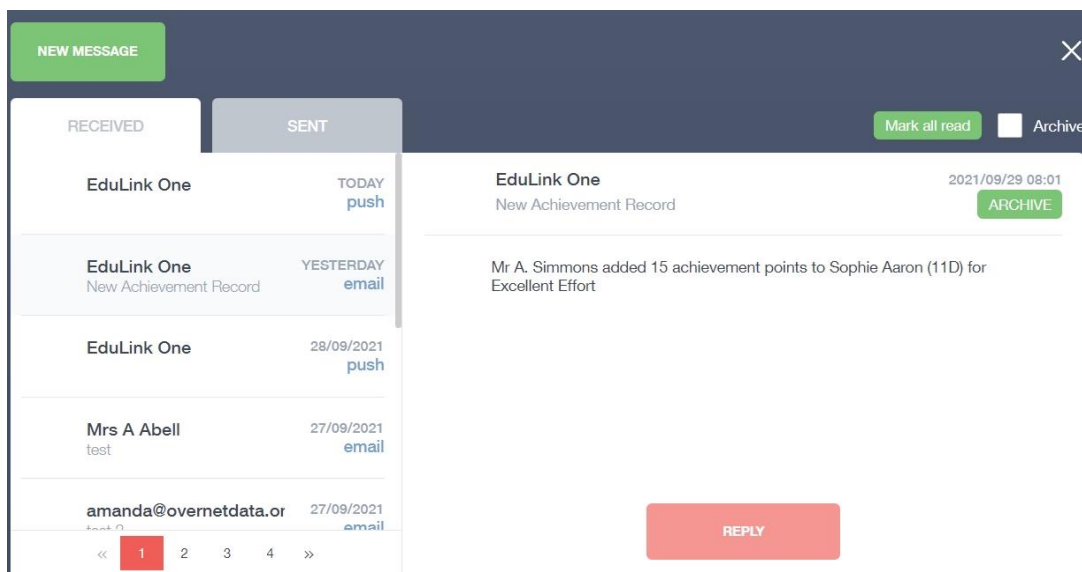 NEW MESSAGE
RECEIVED
SENT
Mark all read
Archive
EduLink One
TODAY
push
EduLink One
YESTERDAY
New Achievement Record
email
EduLink One
28/09/2021
push
Mrs A Abell
27/09/2021
test
email
amanda@overnetdata.or
27/09/2021
test 2
email
« 1 2 3 4 »
EduLink One
2021/09/29 08:01
New Achievement Record
ARCHIVE
Mr A. Simmons added 15 achievement points to Sophie Aaron (11D) for
Excellent Effort
REPLY